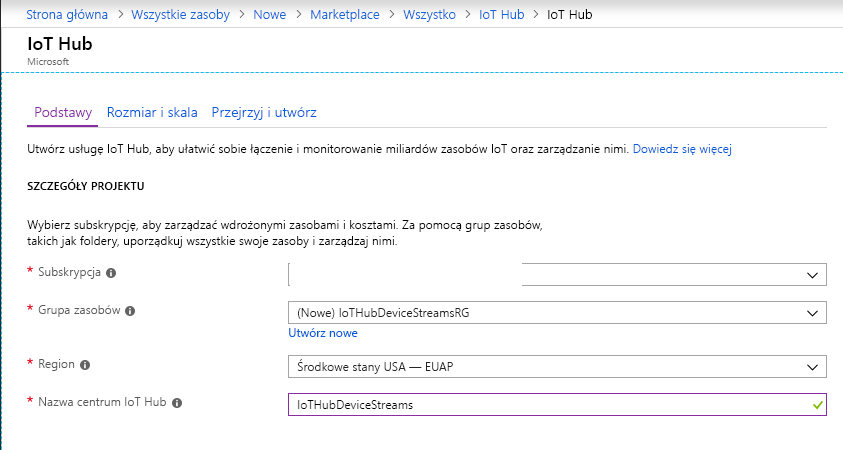 Strona główna > Wszystkie zasoby > Nowe > Marketplace > Wszystko > IoT Hub > IoT Hub
IoT Hub
Microsoft
Podstawy Rozmiar i skala Przejrzyj i utwórz
Utwórz usługę IoT Hub, aby ułatwić sobie łączenie i monitorowanie miliardów zasobów IoT oraz zarządzanie nimi. Dowiedz się więcej
SZCZEGÓŁY PROJEKTU
Wybierz subskrypcję, aby zarządzać wdrożonymi zasobami i kosztami. Za pomocą grup zasobów,
takich jak foldery, uporządkuj wszystkie swoje zasoby i zarządzaj nimi.
* Subskrypcja
* Grupa zasobów (Nowe) IoTHubDeviceStreamsRG
Utwórz nowe
* Region Środkowe stany USA — EUAP
* Nazwa centrum IoT Hub IoTHubDeviceStreams